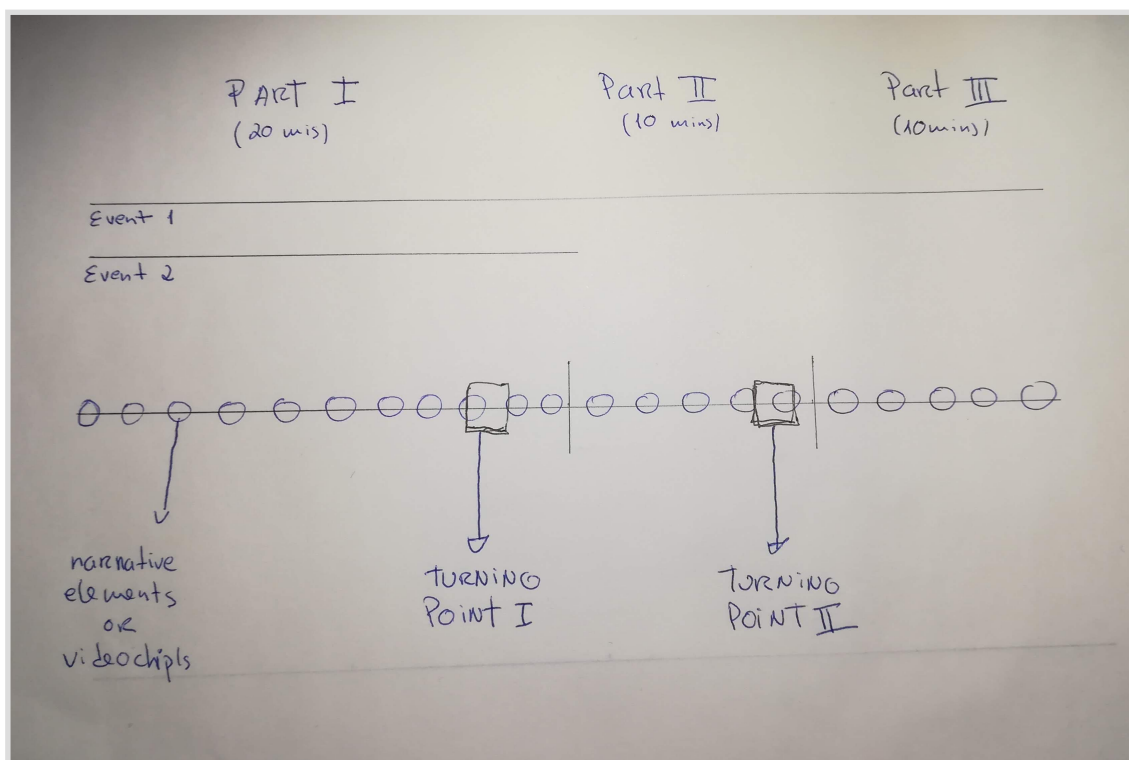 PART I
(20 mis)
Part II
(10 mins)
Part III
(10mins)
Event 1
Event 2
narrative
elements
OR
videochipls
TURNING
POINT I
TURNING
POINT II